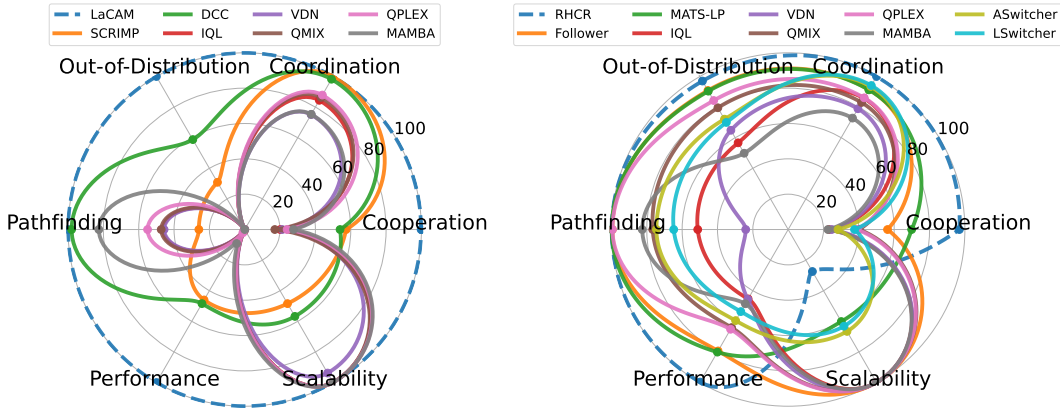 LaCAM DCC VDN QPLEX
SCRIMP IQL QMIX MAMBA
Out-of-Distribution Coordination
100
80
60
40
20
Pathfinding Cooperation
Performance Scalability
RHCR MATS-LP VDN QPLEX ASwitcher
Follower IQL QMIX MAMBA LSwitcher
Out-of-Distribution Coordination
100
80
60
40
20
Pathfinding Cooperation
Performance Scalability